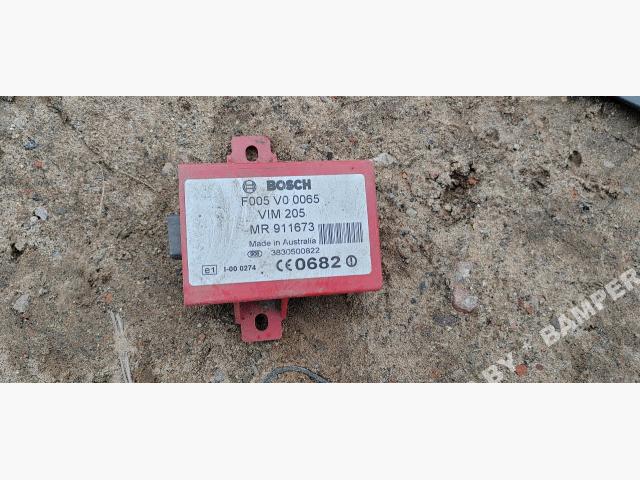 BOSCH
F005 V0 0065
VIM 205
MR 911673
Made in Australia
3830500822
e1 I-00 0274 CE0682
BY - BAMPER